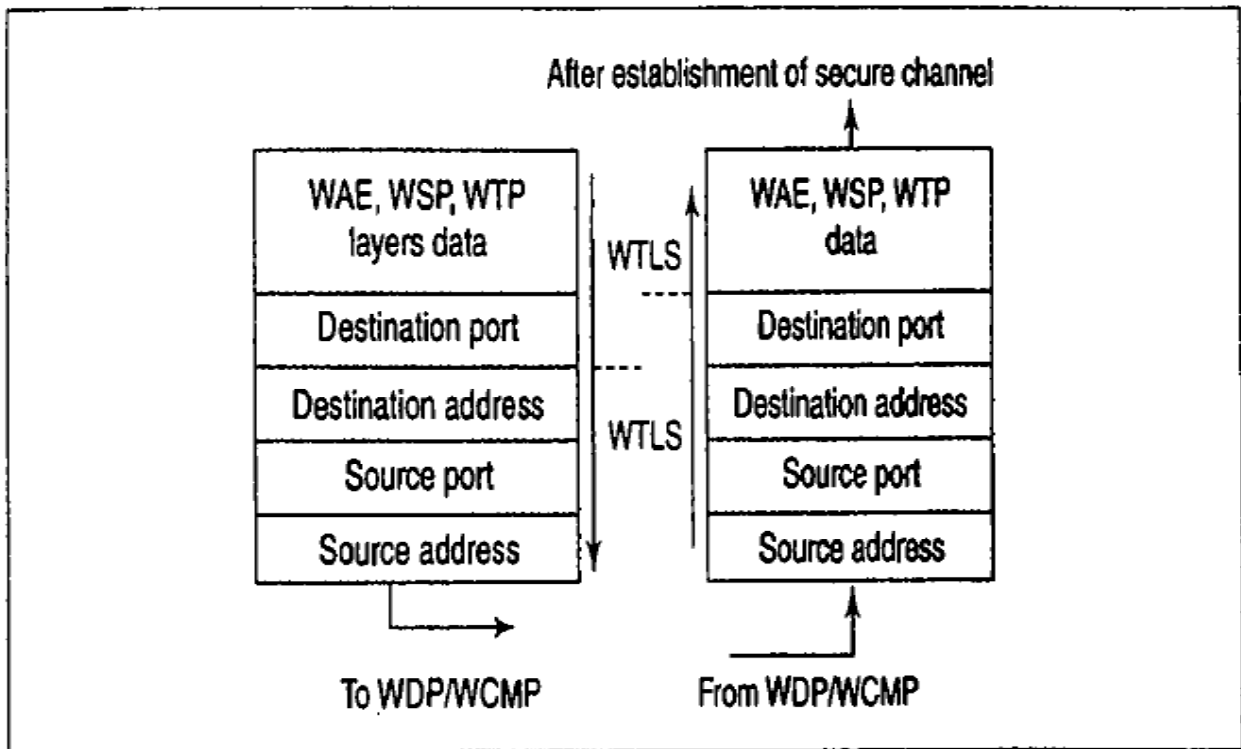 After establishment of secure channel
WAE, WSP, WTP
layers data
Destination port
Destination address
Source port
Source address
To WDP/WCMP
WTLS
WTLS
WAE, WSP, WTP
data
Destination port
Destination address
Source port
Source address
From WDP/WCMP